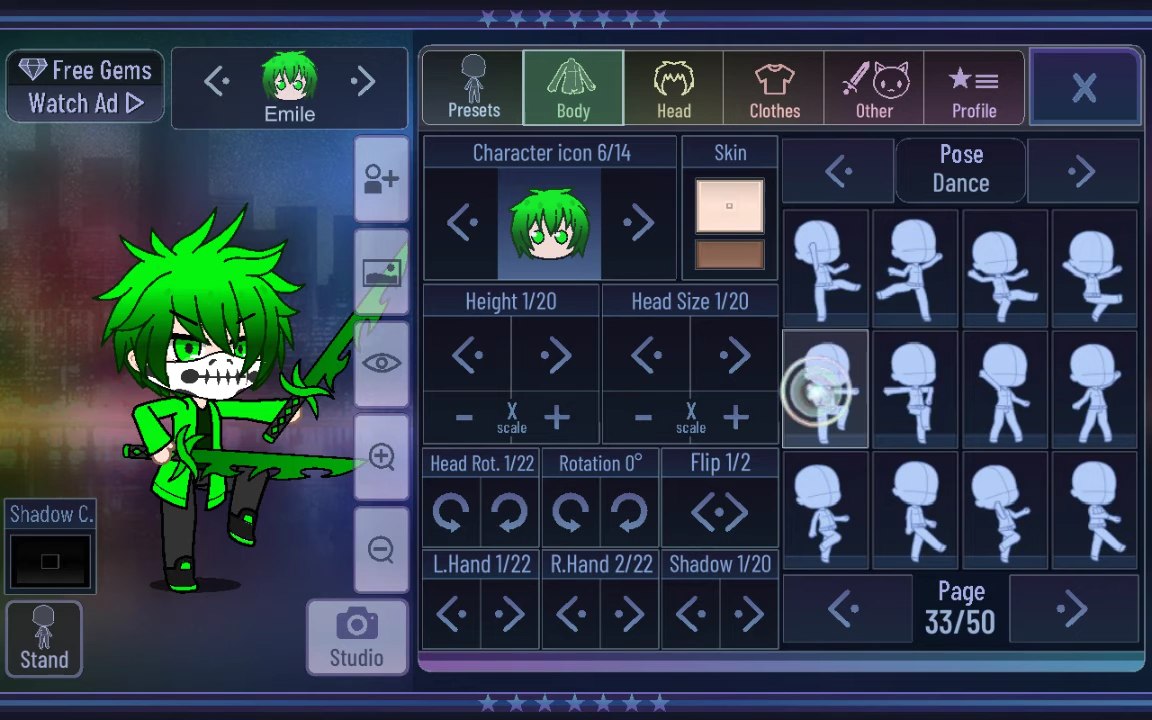 Free Gems
Watch Ad
Emile
Presets
Body
Head
Clothes
Other
Profile
X
Character icon 6/14
Skin
Pose
Dance
Height 1/20
Head Size 1/20
X
scale
X
scale
Head Rot. 1/22
Rotation 0°
Flip 1/2
L.Hand 1/22
R.Hand 2/22
Shadow 1/20
Shadow C.
Stand
Studio
Page
33/50